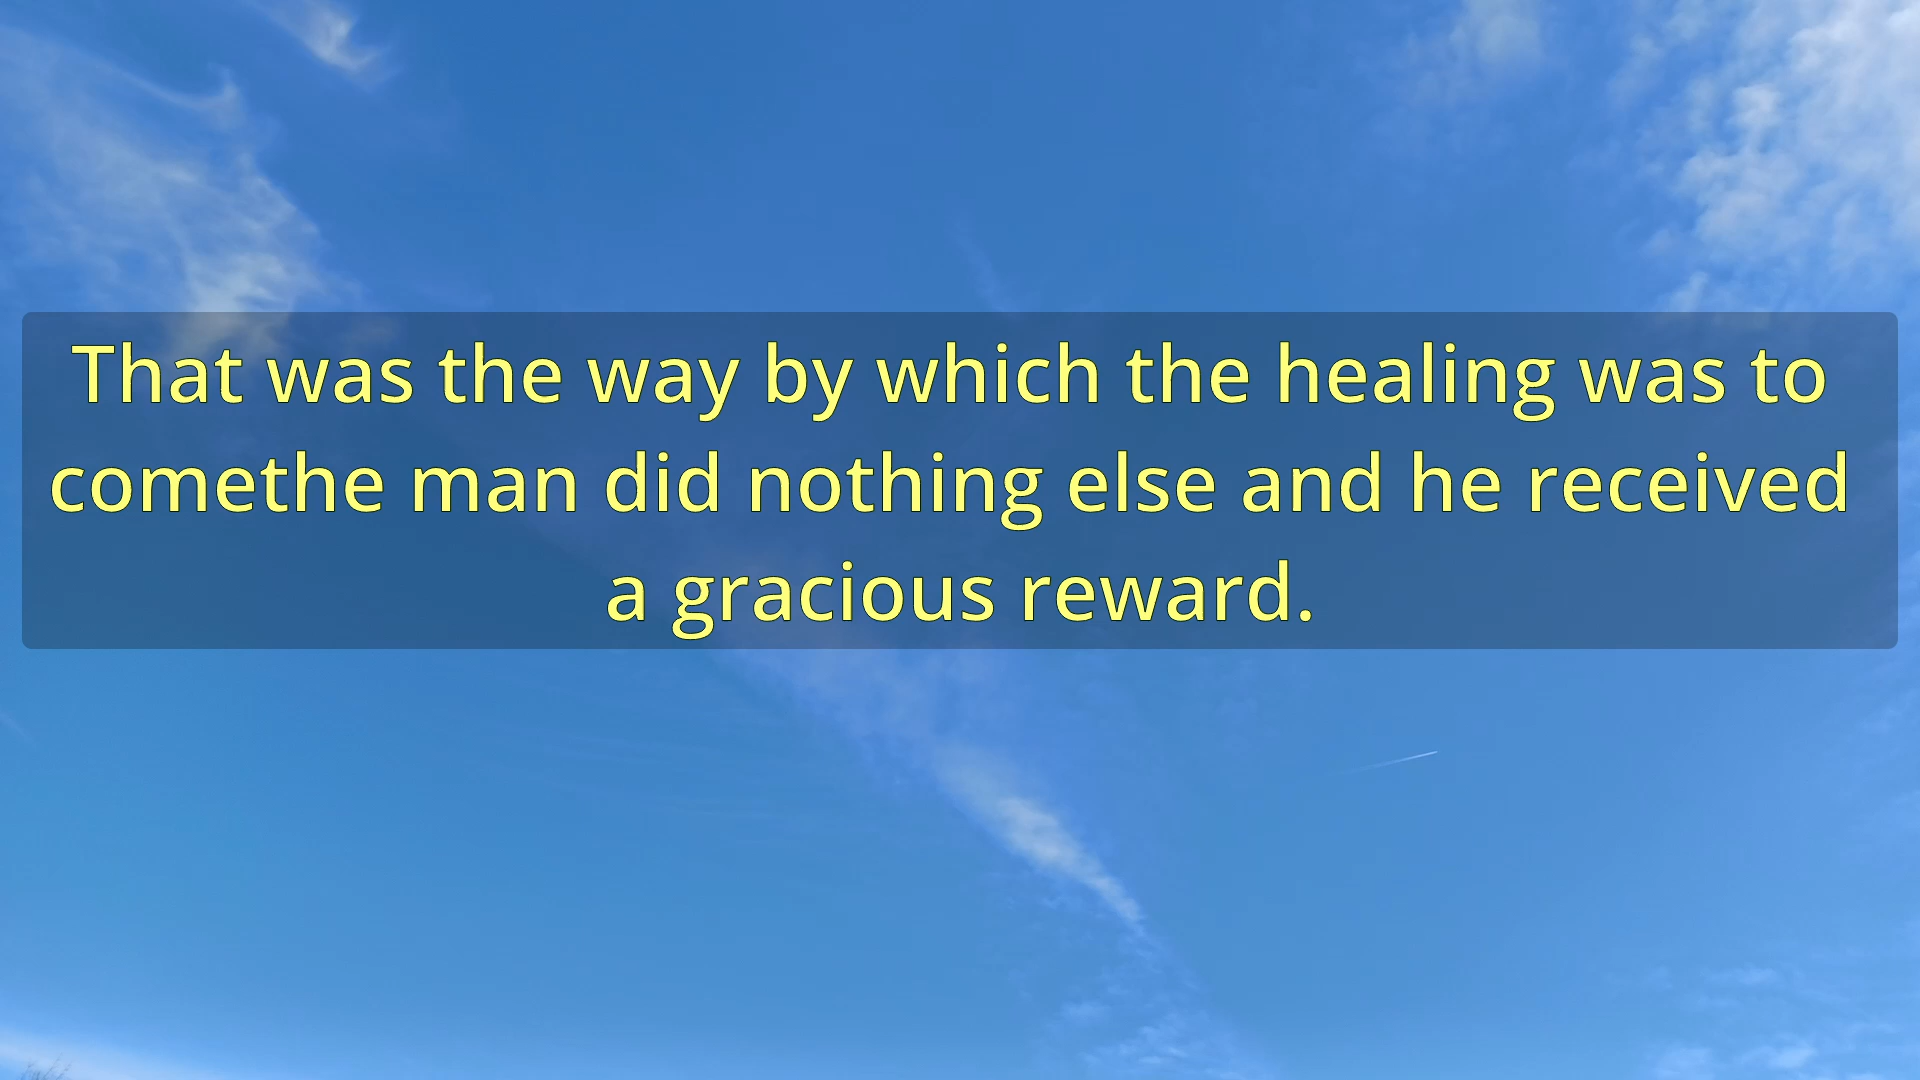 That was the way by which the healing was to
comethe man did nothing else and he received
a gracious reward.